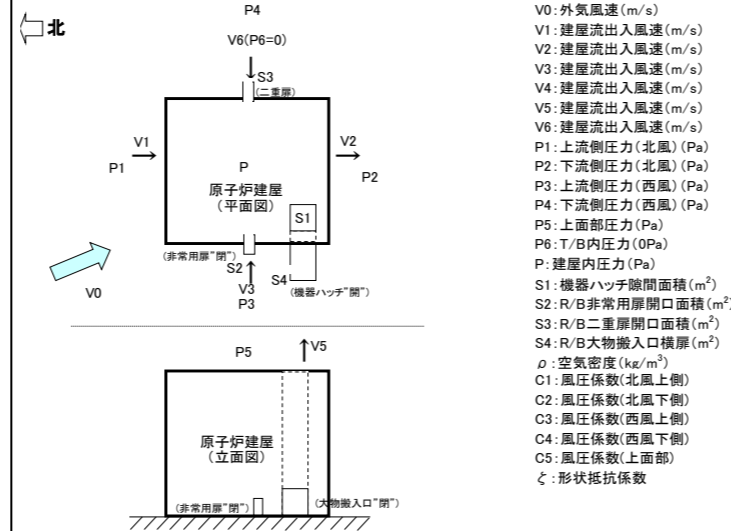 北
P4
V6(P6=0)
S3
(二重扉)
V1
P1
V2
P2
P
原子炉建屋
(平面図)
S1
(非常用扉"閉")
S2
V3
P3
S4
(機器ハッチ"開")
V0
P5
V5
原子炉建屋
(立面図)
(非常用扉"閉")
(大物搬入口"閉")
V0:外気風速(m/s)
V1:建屋流出入風速(m/s)
V2:建屋流出入風速(m/s)
V3:建屋流出入風速(m/s)
V4:建屋流出入風速(m/s)
V5:建屋流出入風速(m/s)
V6:建屋流出入風速(m/s)
P1:上流側圧力(北風)(Pa)
P2:下流側圧力(北風)(Pa)
P3:上流側圧力(西風)(Pa)
P4:下流側圧力(西風)(Pa)
P5:上面部圧力(Pa)
P6:T/B内圧力(0Pa)
P:建屋内圧力(Pa)
S1:機器ハッチ隙間面積(m²)
S2:R/B非常用扉開口面積(m²)
S3:R/B二重扉開口面積(m²)
S4:R/B大物搬入口横扉(m²)
ρ:空気密度(kg/m³)
C1:風圧係数(北風上側)
C2:風圧係数(北風下側)
C3:風圧係数(西風上側)
C4:風圧係数(西風下側)
C5:風圧係数(上面部)
ζ:形状抵抗係数